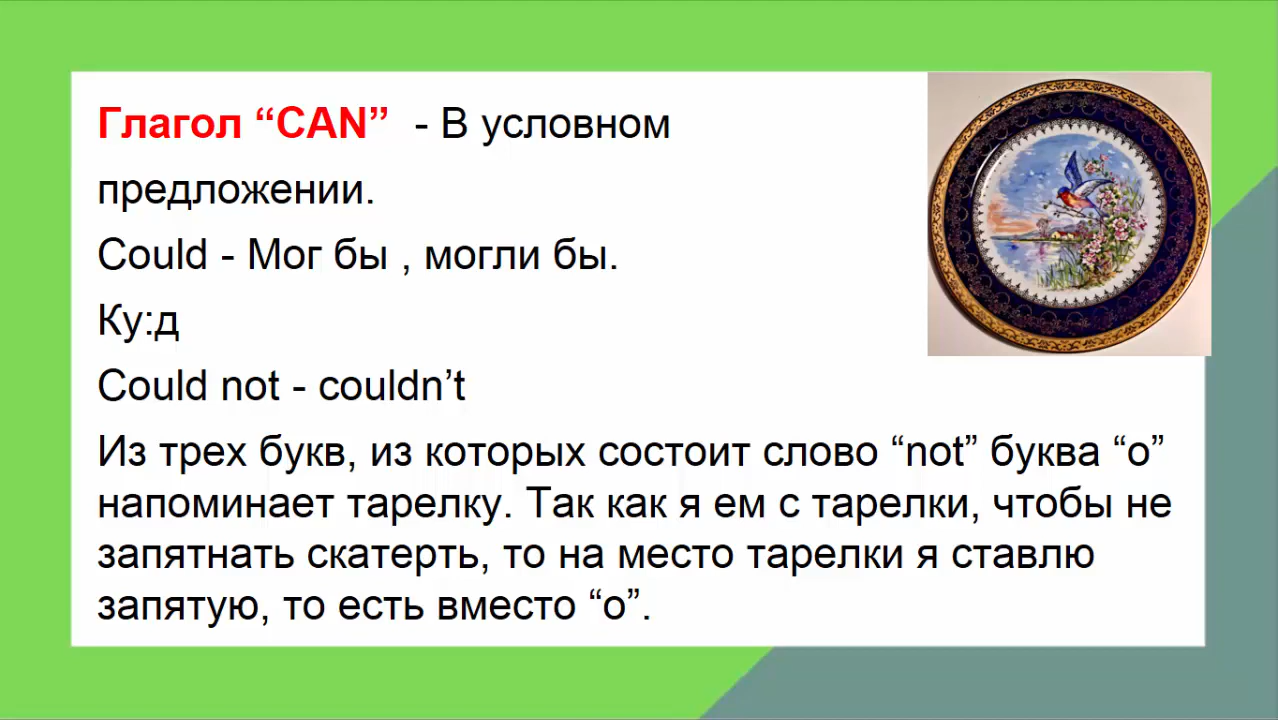 Глагол “CAN” - В условном
предложении.
Could - Мог бы , могли бы.
Ку:д
Could not - couldn’t
Из трех букв, из которых состоит слово “not” буква “о”
напоминает тарелку. Так как я ем с тарелки, чтобы не
запятнать скатерть, то на место тарелки я ставлю
запятую, то есть вместо “о”.